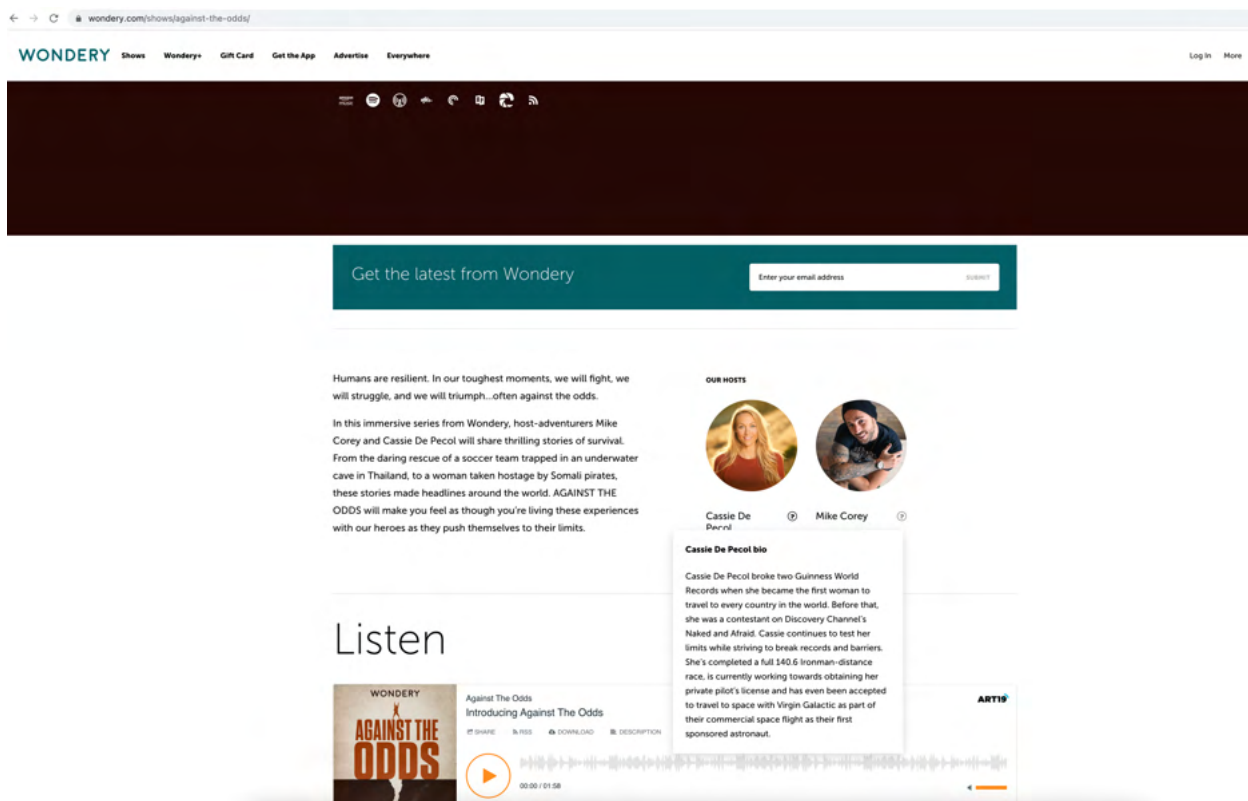 wondery.com/shows/against-the-odds/
WONDERY Shows Wondery+ Gift Card Get the App Advertise Everywhere Log In More
Get the latest from Wondery
Enter your email address SUBMIT
Humans are resilient. In our toughest moments, we will fight, we
will struggle, and we will triumph...often against the odds.
In this immersive series from Wondery, host-adventurers Mike
Corey and Cassie De Pecol will share thrilling stories of survival.
From the daring rescue of a soccer team trapped in an underwater
cave in Thailand, to a woman taken hostage by Somali pirates,
these stories made headlines around the world. AGAINST THE
ODDS will make you feel as though you're living these experiences
with our heroes as they push themselves to their limits.
OUR HOSTS
Cassie De
Pecol
Mike Corey
Cassie De Pecol bio
Cassie De Pecol broke two Guinness World
Records when she became the first woman to
travel to every country in the world. Before that,
she was a contestant on Discovery Channel's
Naked and Afraid. Cassie continues to test her
limits while striving to break records and barriers.
She's completed a full 140.6 Ironman-distance
race, is currently working towards obtaining her
private pilot's license and has even been accepted
to travel to space with Virgin Galactic as part of
their commercial space flight as their first
sponsored astronaut.
Listen
WONDERY
AGAINST THE
ODDS
Against The Odds
Introducing Against The Odds
SHARE RSS DOWNLOAD DESCRIPTION
ART19
00:00 / 01:58